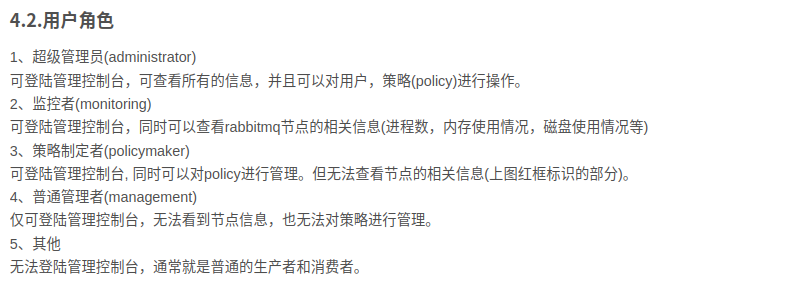 4.2.用户角色
1、超级管理员(administrator)
可登陆管理控制台，可查看所有的信息，并且可以对用户，策略(policy)进行操作。
2、监控者(monitoring)
可登陆管理控制台，同时可以查看rabbitmq节点的相关信息(进程数，内存使用情况，磁盘使用情况等)
3、策略制定者(policymaker)
可登陆管理控制台, 同时可以对policy进行管理。但无法查看节点的相关信息(上图红框标识的部分)。
4、普通管理者(management)
仅可登陆管理控制台，无法看到节点信息，也无法对策略进行管理。
5、其他
无法登陆管理控制台，通常就是普通的生产者和消费者。